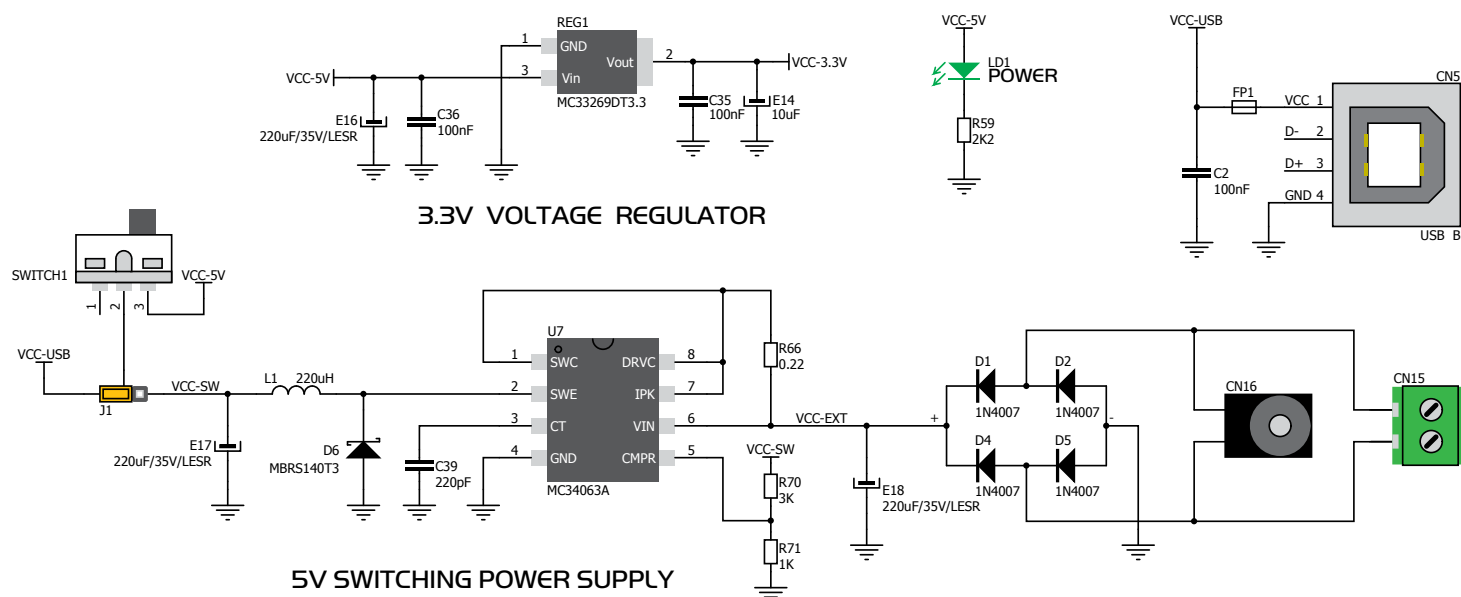 REG1
1
GND
Vout
2
VCC-5V
3
Vin
VCC-3.3V
MC33269DT3.3
E16
220uF/35V/LESR
C36
100nF
C35
100nF
E14
10uF
3.3V VOLTAGE REGULATOR
VCC-5V
LD1
POWER
R59
2K2
VCC-USB
CN5
FP1
VCC 1
D- 2
D+ 3
GND 4
C2
100nF
USB B
SWITCH1
1
2
3
VCC-5V
VCC-USB
J1
VCC-SW
L1
220uH
E17
220uF/35V/LESR
D6
MBRS140T3
C39
220pF
U7
1
SWC
DRVC
8
2
SWE
IPK
7
3
CT
VIN
6
4
GND
CMPR
5
MC34063A
R66
0.22
VCC-EXT
VCC-SW
R70
3K
R71
1K
E18
220uF/35V/LESR
+
-
D1
1N4007
D2
1N4007
D4
1N4007
D5
1N4007
CN16
CN15
5V SWITCHING POWER SUPPLY